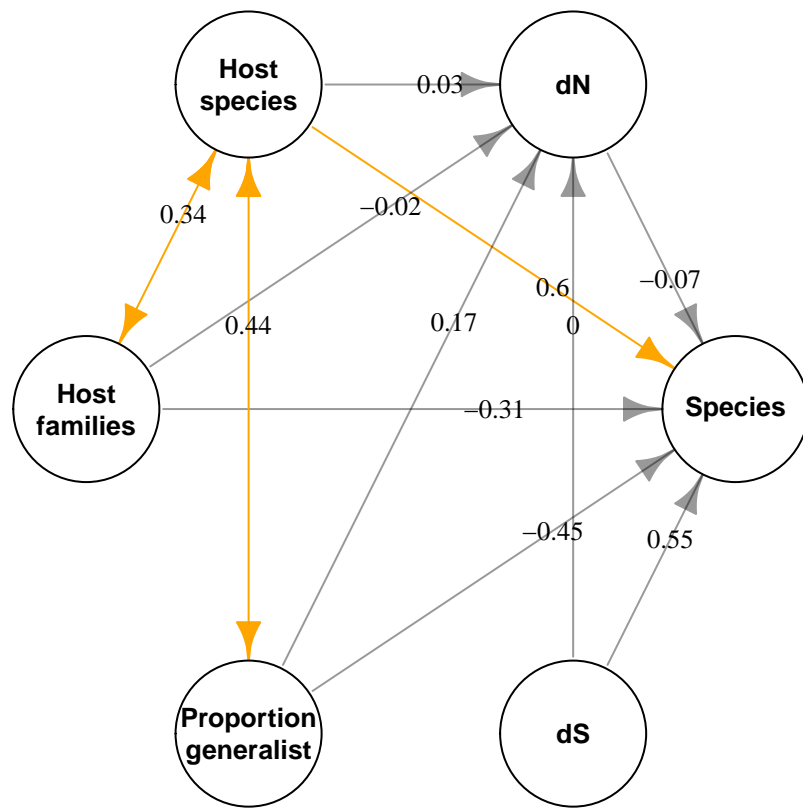 Host
species
dN
0.03
0.34
−0.02
−0.07
0.6
0.44
0.17
0
Host
families
−0.31
Species
−0.45
0.55
Proportion
generalist
dS